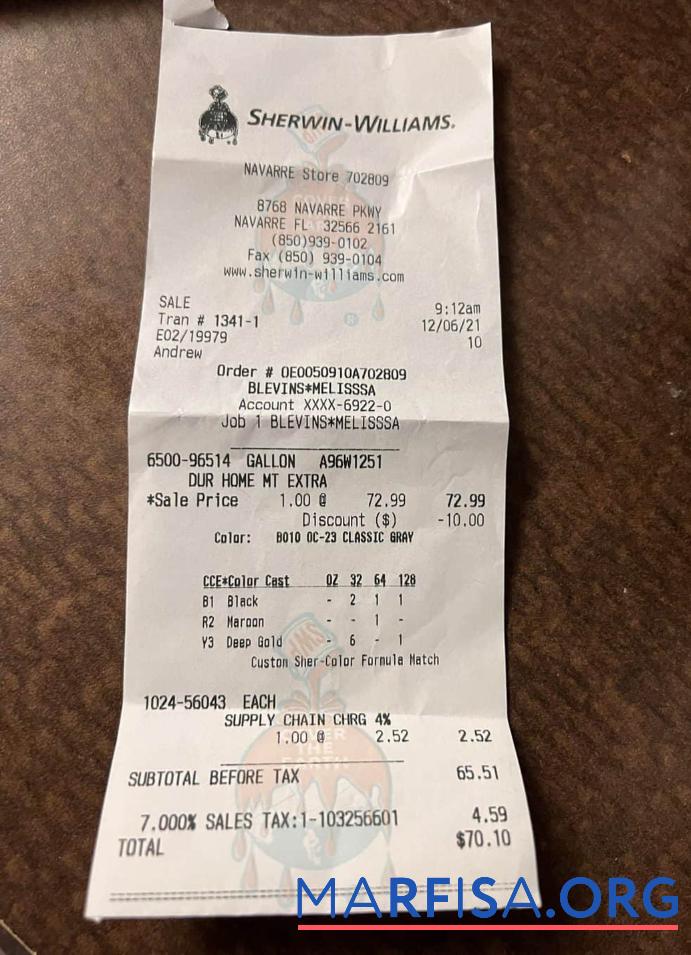 SHERWIN-WILLIAMS.
NAVARRE Store 702809
8768 NAVARRE PKWY
NAVARRE FL 32566 2161
(850)939-0102
Fax (850) 939-0104
www.sherwin-williams.com
SALE 9:12am
Tran # 1341-1 12/06/21
E02/19979 10
Andrew
Order # OE0050910A702809
BLEVINS*MELISSSA
Account XXXX-6922-0
Job 1 BLEVINS*MELISSSA
6500-96514 GALLON A96W1251
DUR HOME MT EXTRA
*Sale Price 1.00 @ 72.99 72.99
Discount ($) -10.00
Color: B010 OC-23 CLASSIC GRAY
CCE*Color Cast OZ 32 64 128
B1 Black - 2 1 1
R2 Maroon - - 1 -
Y3 Deep Gold - 6 - 1
Custom Sher-Color Formula Match
1024-56043 EACH
SUPPLY CHAIN CHRG 4%
1.00 @ 2.52 2.52
SUBTOTAL BEFORE TAX 65.51
7.000% SALES TAX:1-103256601 4.59
TOTAL $70.10
MARFISA.ORG